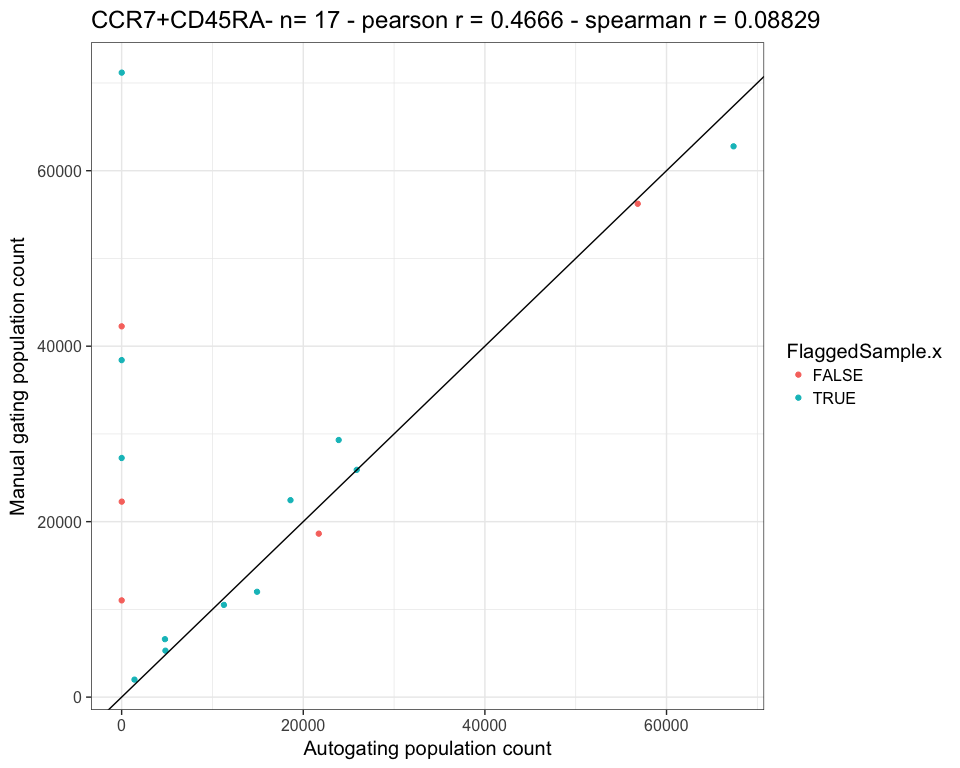 CCR7+CD45RA- n= 17 - pearson r = 0.4666 - spearman r = 0.08829
Manual gating population count
60000
40000
20000
0
0 20000 40000 60000
Autogating population count
FlaggedSample.x
FALSE
TRUE